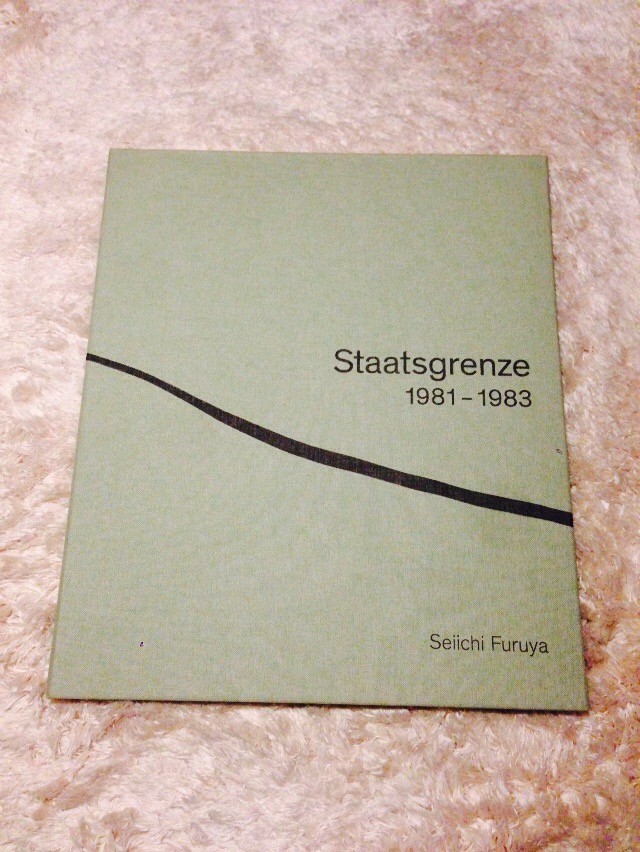 Staatsgrenze
1981 – 1983
Seiichi Furuya